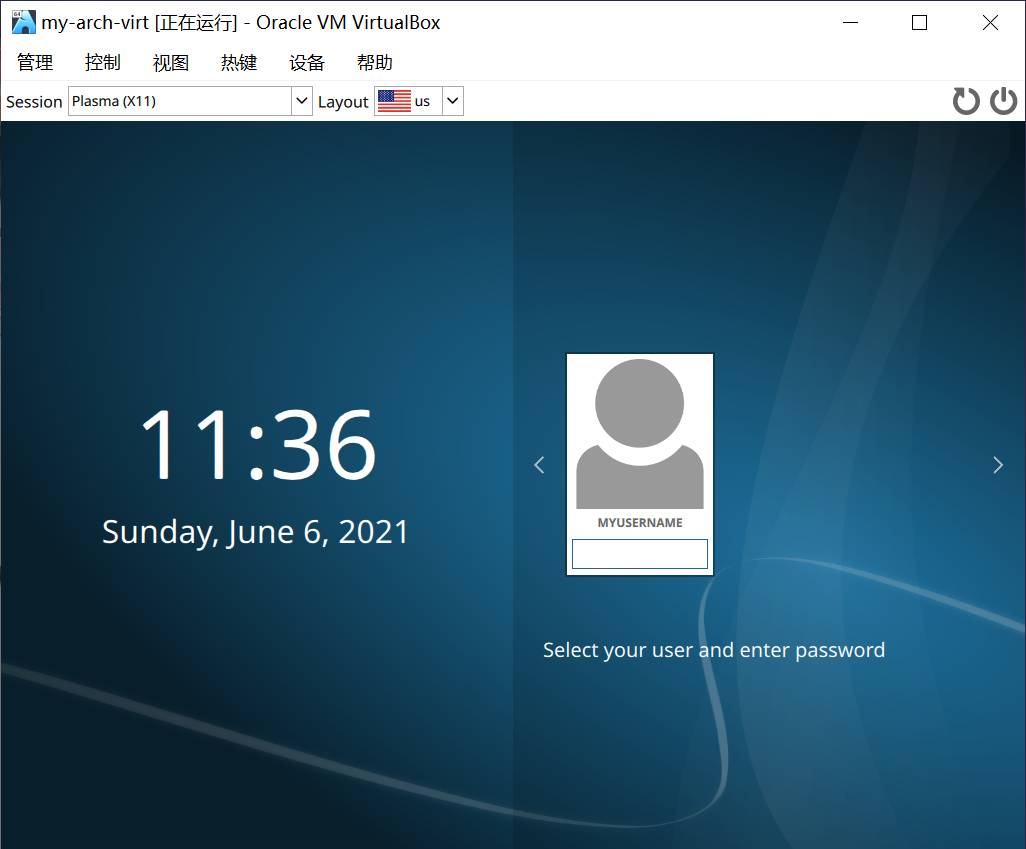 my-arch-virt [正在运行] - Oracle VM VirtualBox
管理 控制 视图 热键 设备 帮助
Session Plasma (X11) Layout us
11:36
Sunday, June 6, 2021
MYUSERNAME
Select your user and enter password